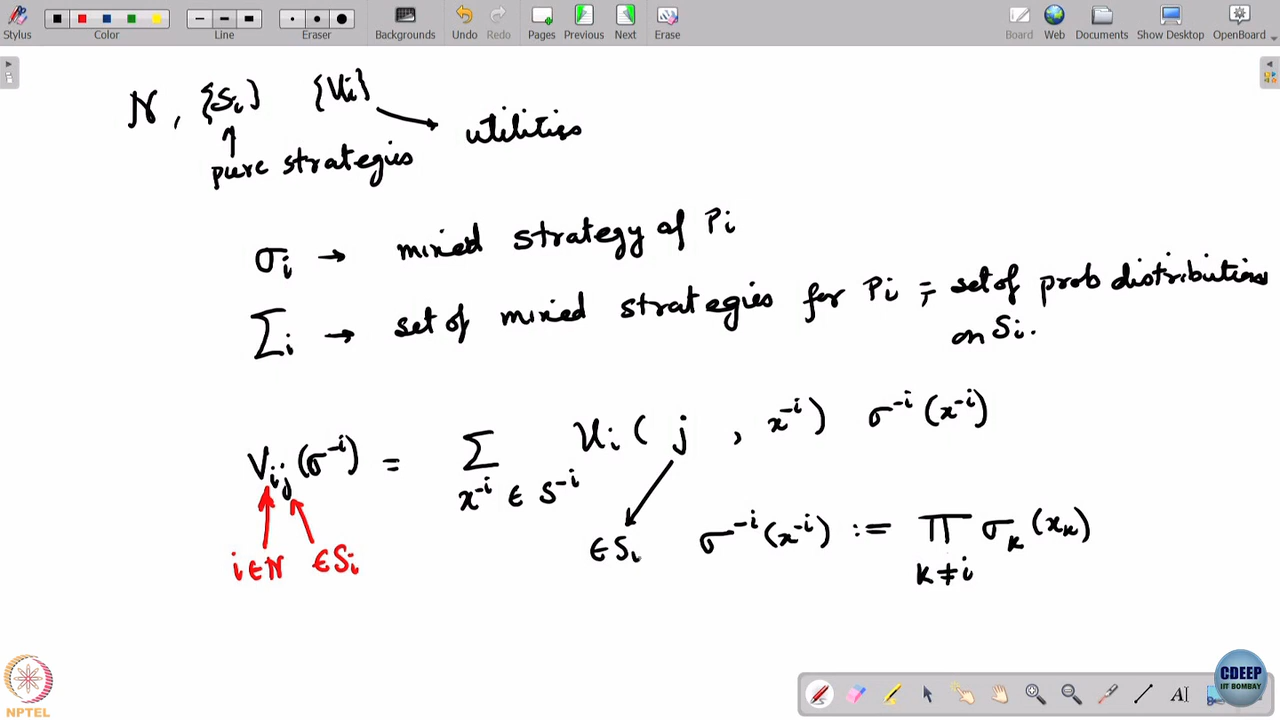 Stylus Color Line Eraser Backgrounds Undo Redo Pages Previous Next Erase Board Web Documents Show Desktop OpenBoard
N, {Si} {Ui} → utilities
↑
pure strategies
σi → mixed strategy of Pi
Σi → set of mixed strategies for Pi = set of prob distributions
on Si.
Vij(σ^{-i}) = Σ_{x^{-i} ∈ S^{-i}} Ui(j, x^{-i}) σ^{-i}(x^{-i})
i∈N ∈Si
∈Si σ^{-i}(x^{-i}) := Π_{k≠i} σk(xk)
NPTEL
CDEEP
IIT BOMBAY